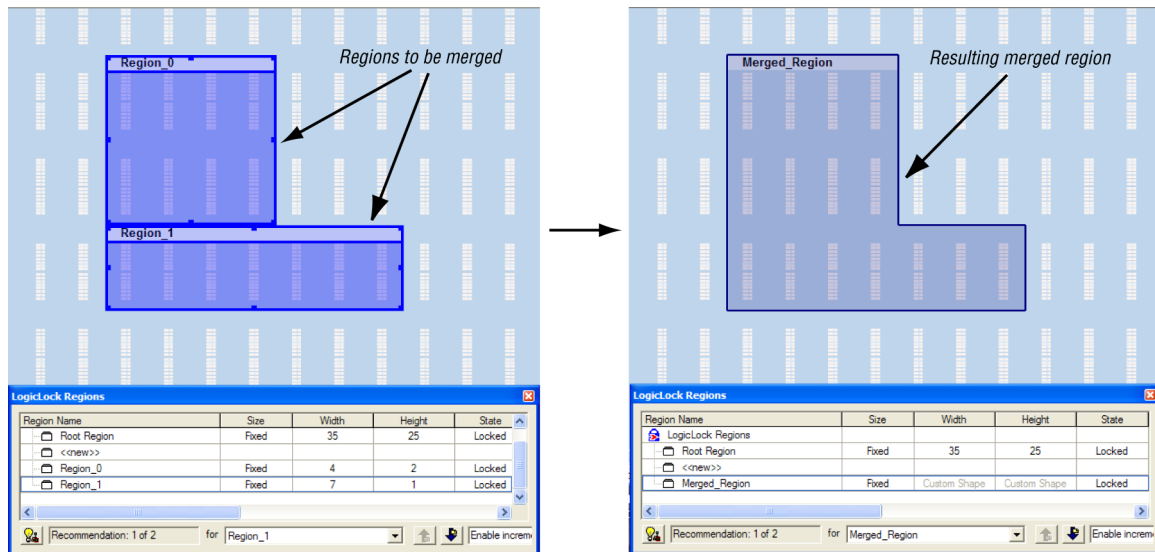 Region_0
Regions to be merged
Region_1
LogicLock Regions
Region Name Size Width Height State
Root Region Fixed 35 25 Locked
<<new>>
Region_0 Fixed 4 2 Locked
Region_1 Fixed 7 1 Locked
Recommendation: 1 of 2 for Region_1 Enable increm
Merged_Region
Resulting merged region
LogicLock Regions
Region Name Size Width Height State
LogicLock Regions
Root Region Fixed 35 25 Locked
<<new>>
Merged_Region Fixed Custom Shape Custom Shape Locked
Recommendation: 1 of 2 for Merged_Region Enable increm